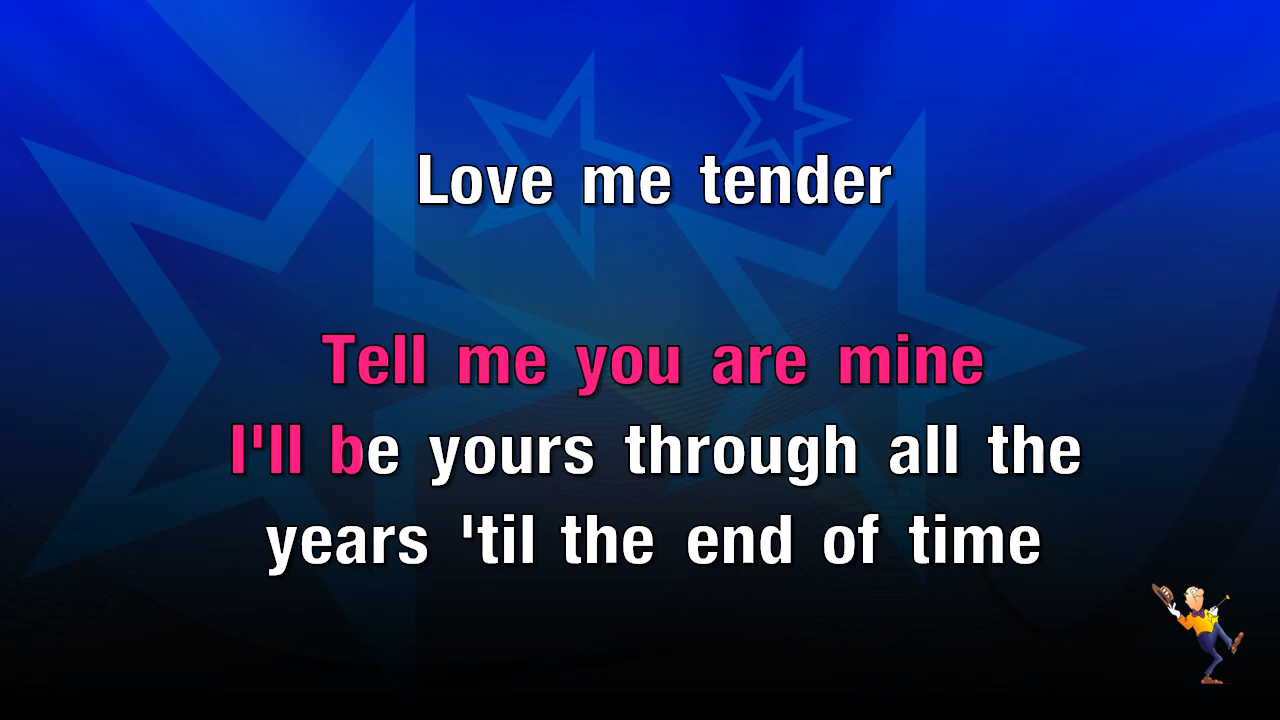 Love me tender
Tell me you are mine
I'll be yours through all the
years 'til the end of time